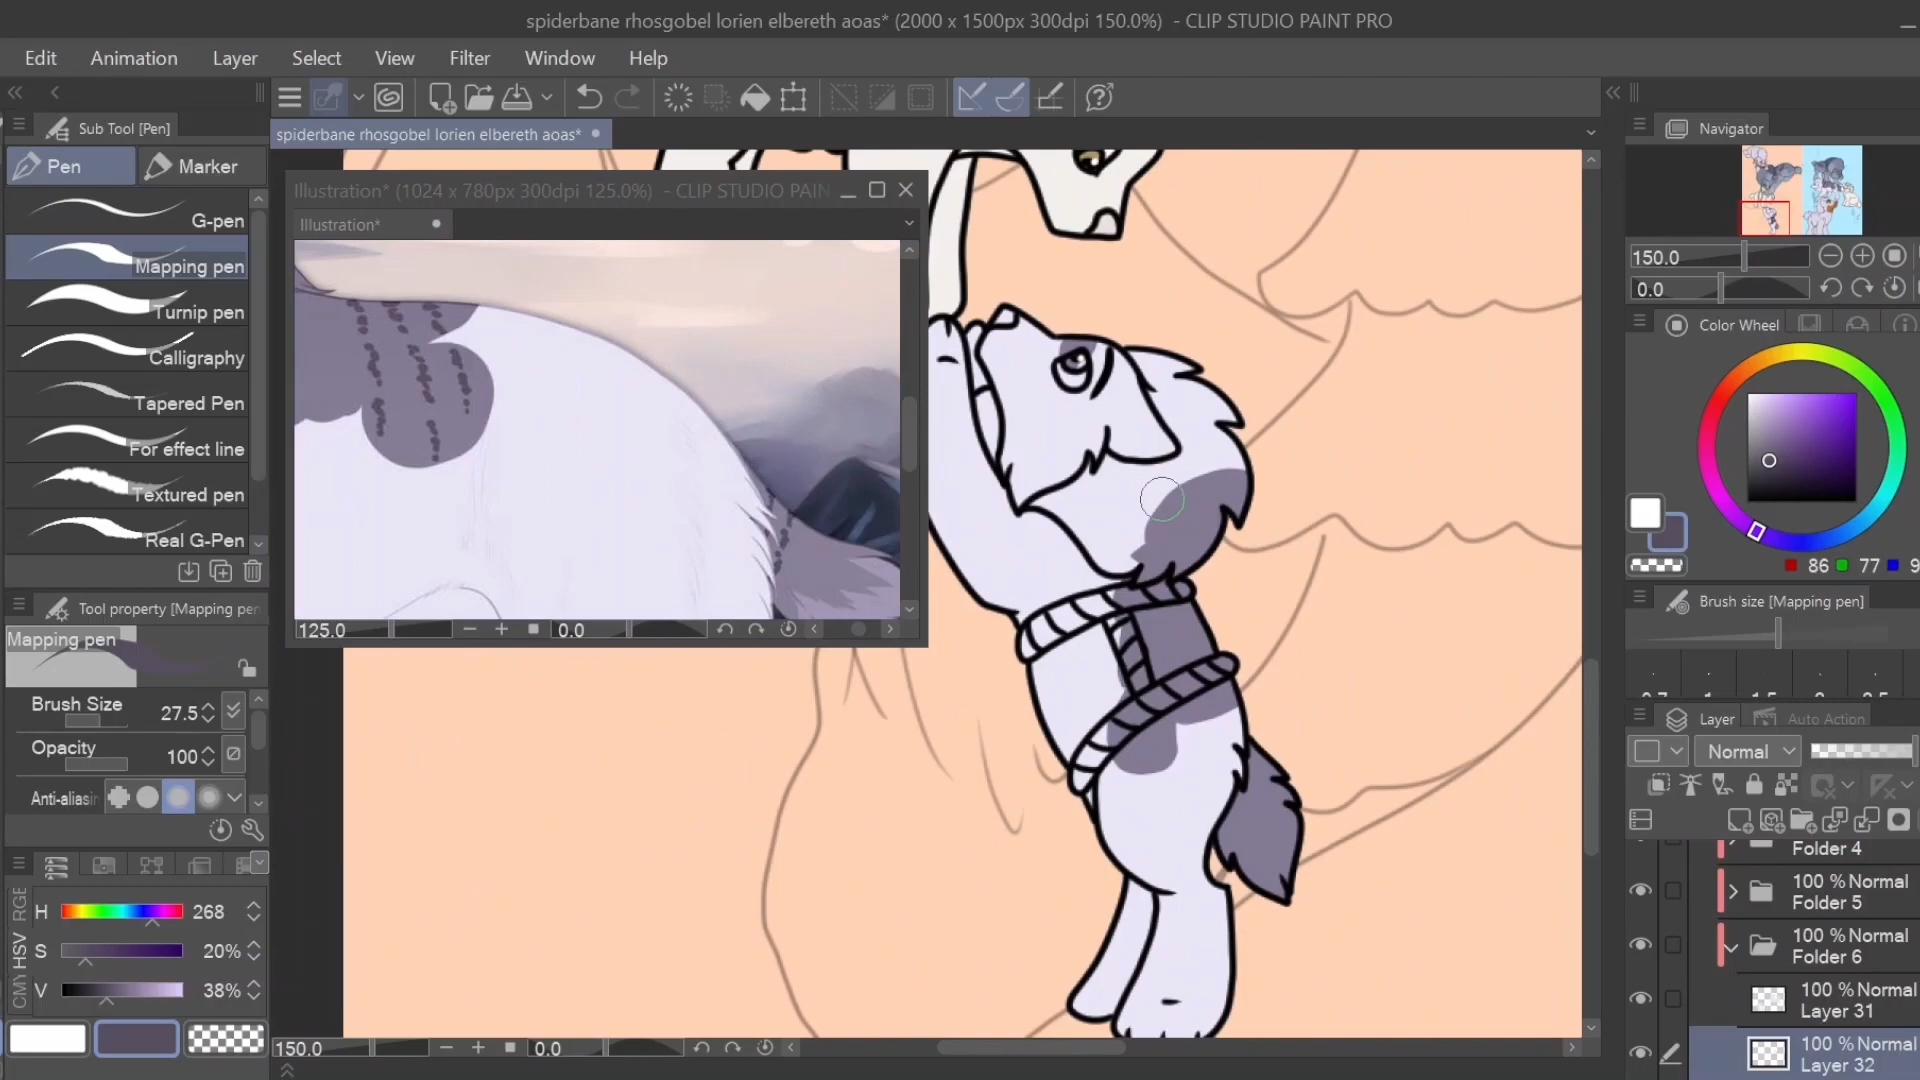 spiderbane rhosgobel lorien elbereth aoas* (2000 x 1500px 300dpi 150.0%) - CLIP STUDIO PAINT PRO
Edit Animation Layer Select View Filter Window Help
Sub Tool [Pen]
spiderbane rhosgobel lorien elbereth aoas*
Navigator
Pen
Marker
Illustration* (1024 x 780px 300dpi 125.0%) - CLIP STUDIO PAIN
G-pen
Illustration*
Mapping pen
150.0
0.0
Turnip pen
Color Wheel
Calligraphy
Tapered Pen
For effect line
Textured pen
Real G-Pen
86 77 9
Tool property [Mapping pen
Brush size [Mapping pen]
125.0
0.0
Mapping pen
Brush Size 27.5
Layer
Auto Action
Opacity 100
Normal
Anti-aliasin
Folder 4
RGB
HSV
CMY
H 268
S 20%
V 38%
100 %Normal
Folder 5
100 %Normal
Folder 6
100 %Normal
Layer 31
100 %Normal
Layer 32
150.0
0.0